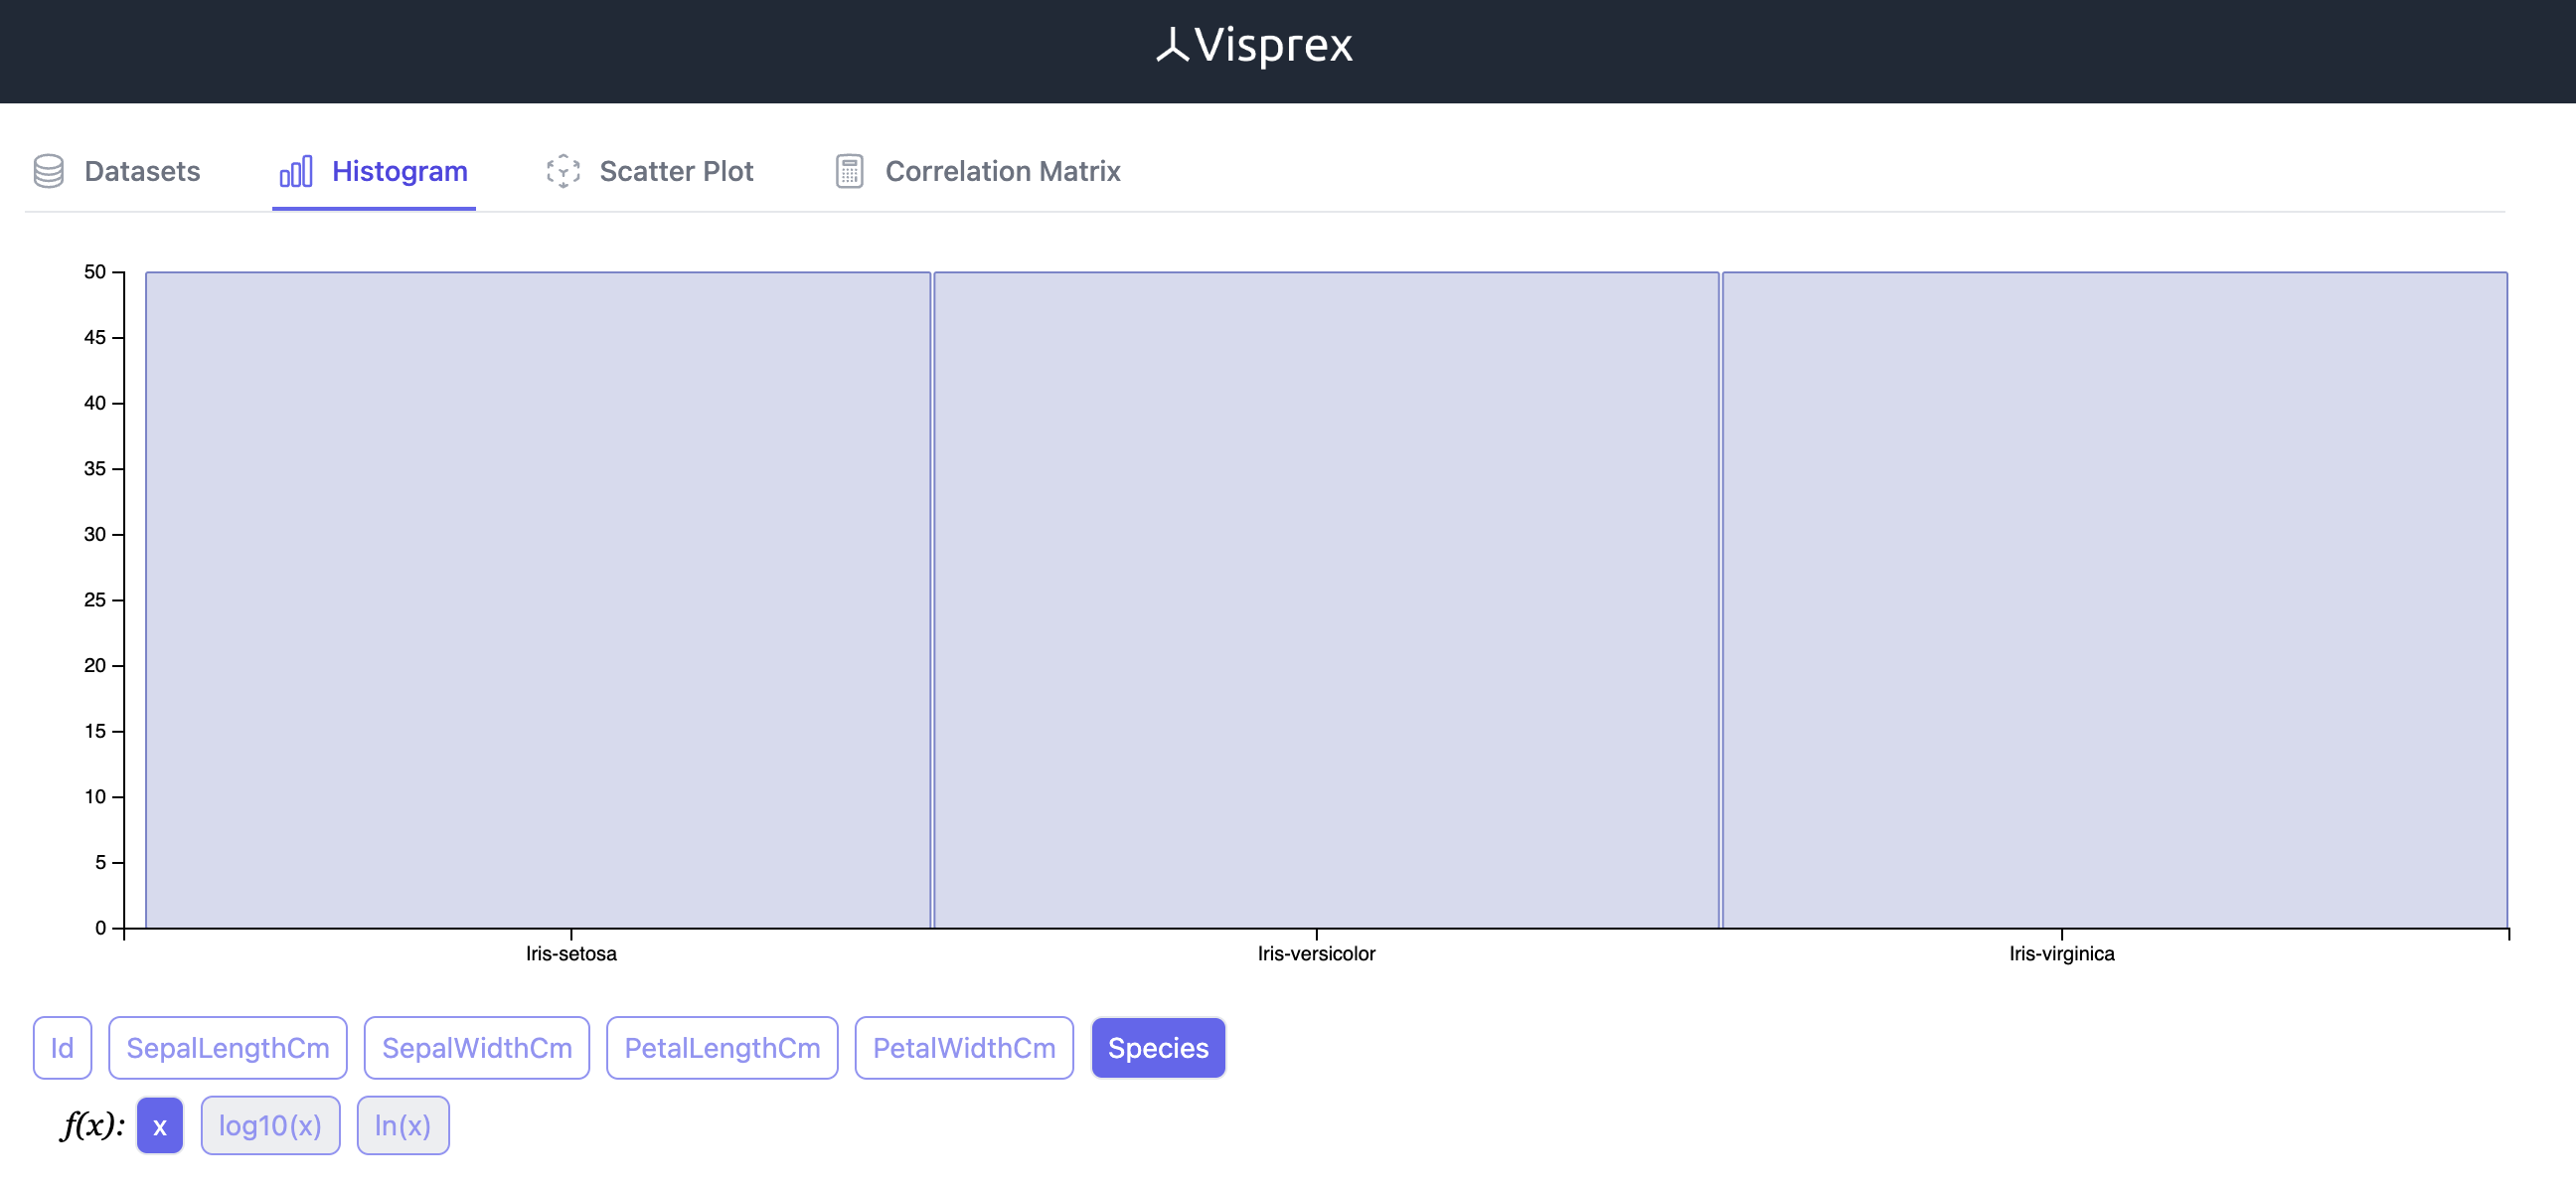 Visprex
Datasets Histogram Scatter Plot Correlation Matrix
50
45
40
35
30
25
20
15
10
5
0
Iris-setosa Iris-versicolor Iris-virginica
Id SepalLengthCm SepalWidthCm PetalLengthCm PetalWidthCm Species
f(x): x log10(x) ln(x)